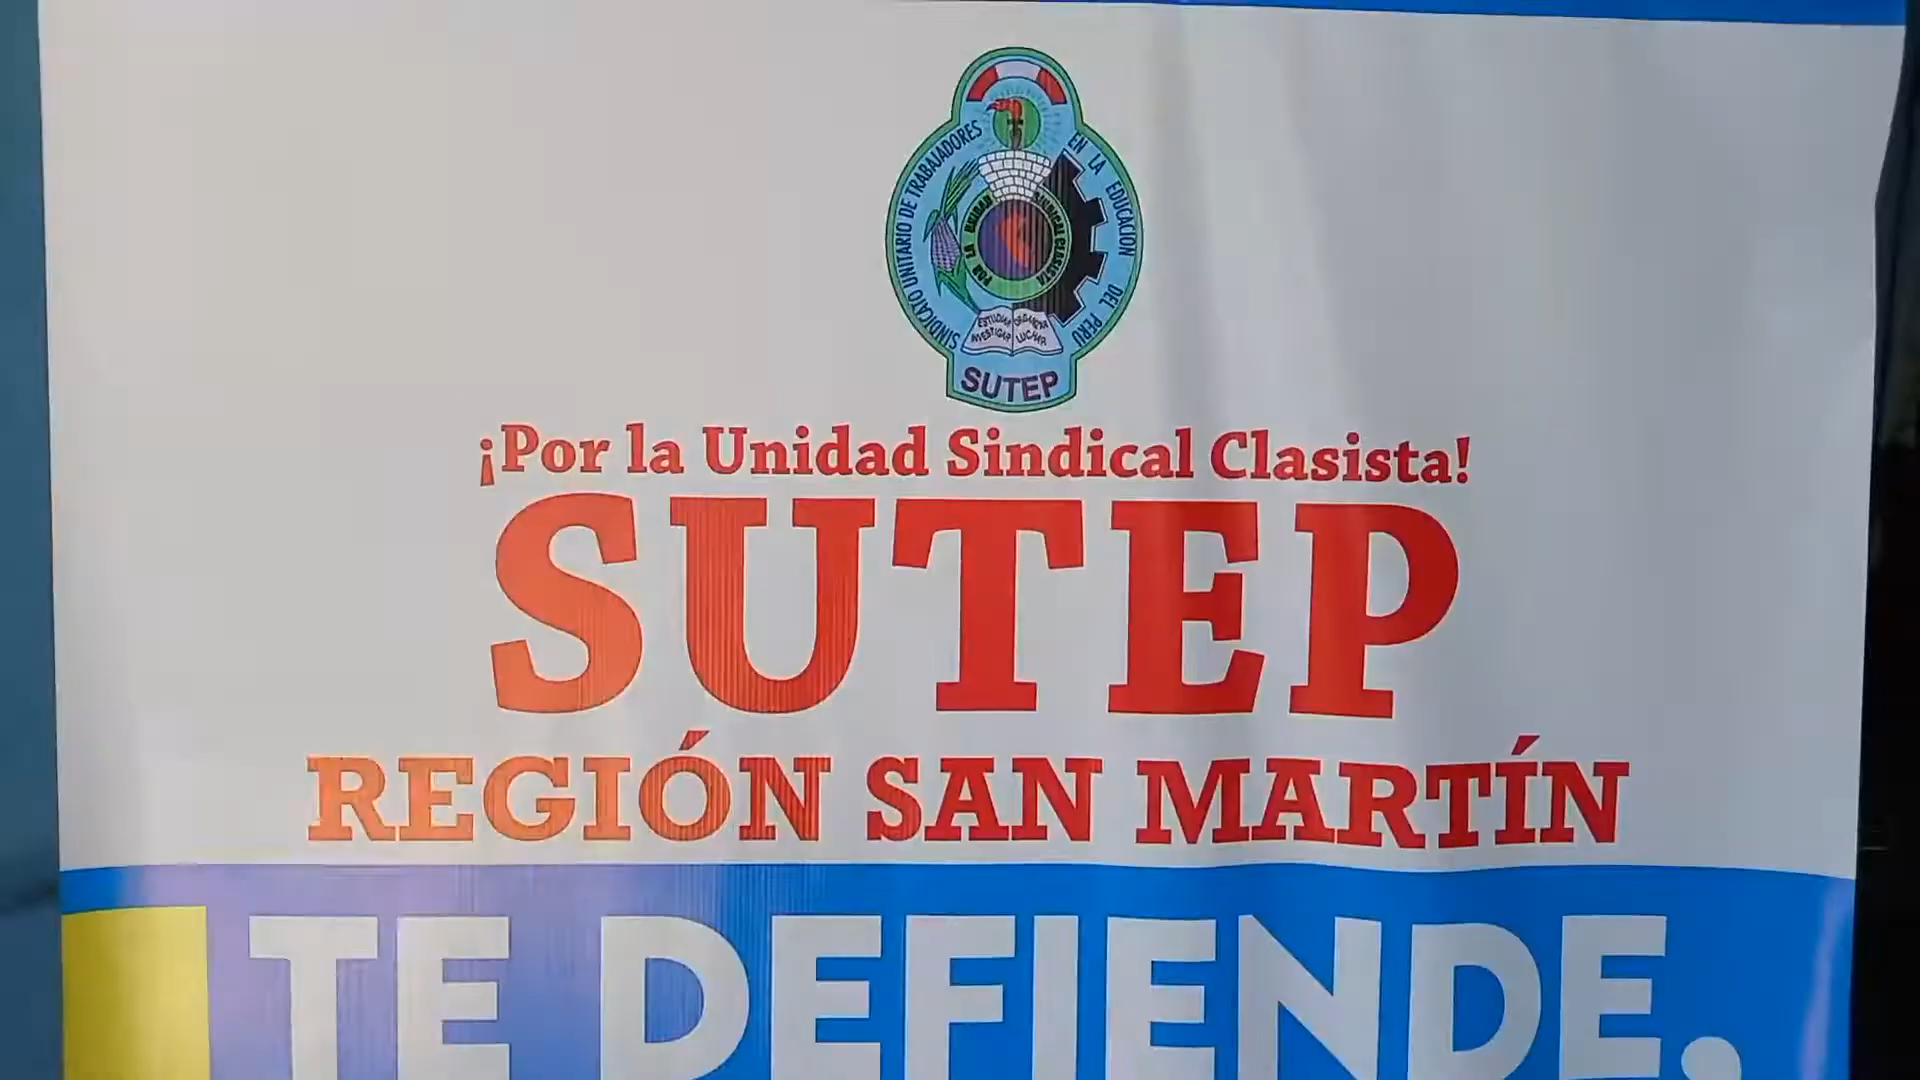 SINDICATO UNITARIO DE TRABAJADORES EN LA EDUCACION DEL PERU
POR LA UNIDAD SINDICAL CLASISTA
ESTUDIAR ORGANIZAR
INVESTIGAR LUCHAR
SUTEP
¡Por la Unidad Sindical Clasista!
SUTEP
REGIÓN SAN MARTÍN
TE DEFIENDE,